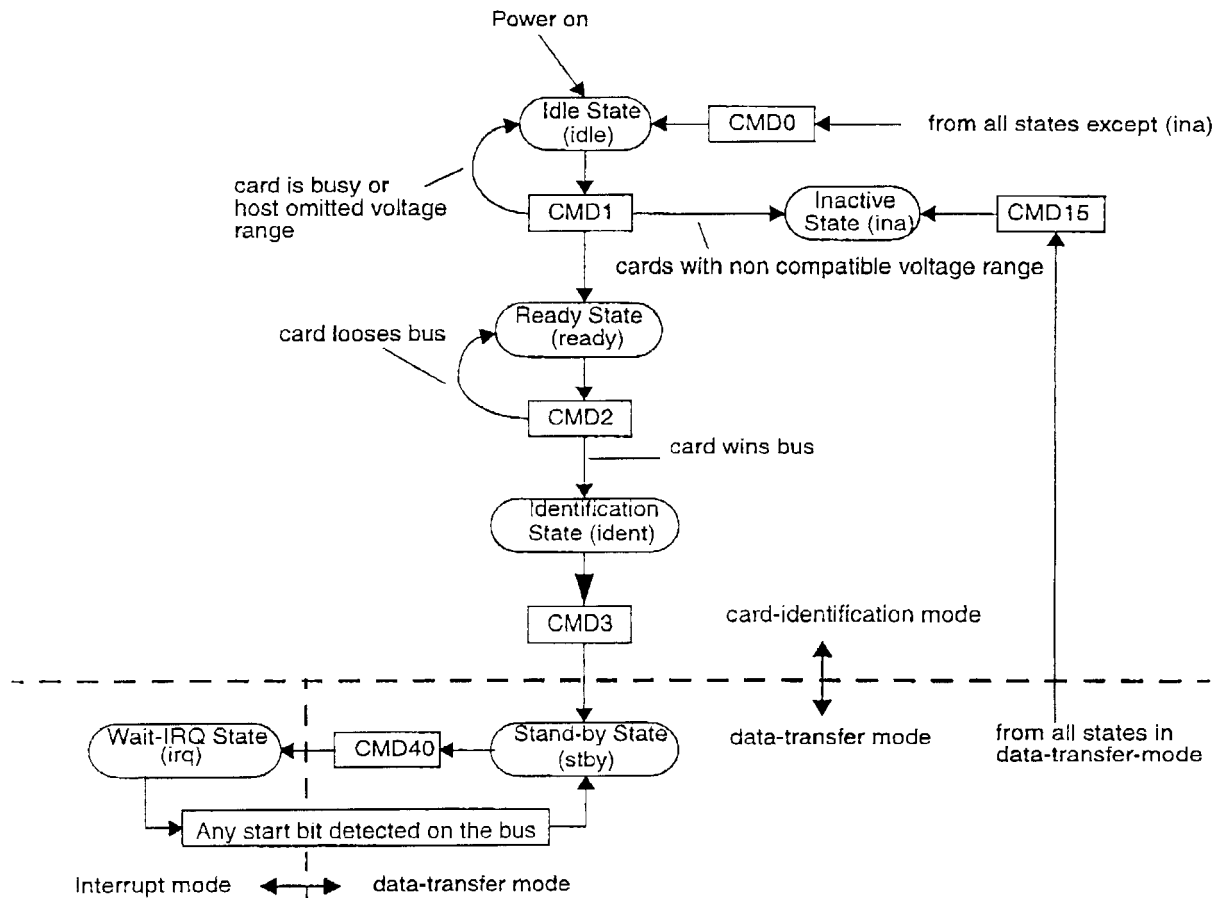 Power on
Idle State
(idle)
CMD0
from all states except (ina)
card is busy or
host omitted voltage
range
CMD1
Inactive
State (ina)
CMD15
cards with non compatible voltage range
Ready State
(ready)
card looses bus
CMD2
card wins bus
Identification
State (ident)
CMD3
card-identification mode
Wait-IRQ State
(irq)
CMD40
Stand-by State
(stby)
data-transfer mode
from all states in
data-transfer-mode
Any start bit detected on the bus
Interrupt mode
data-transfer mode